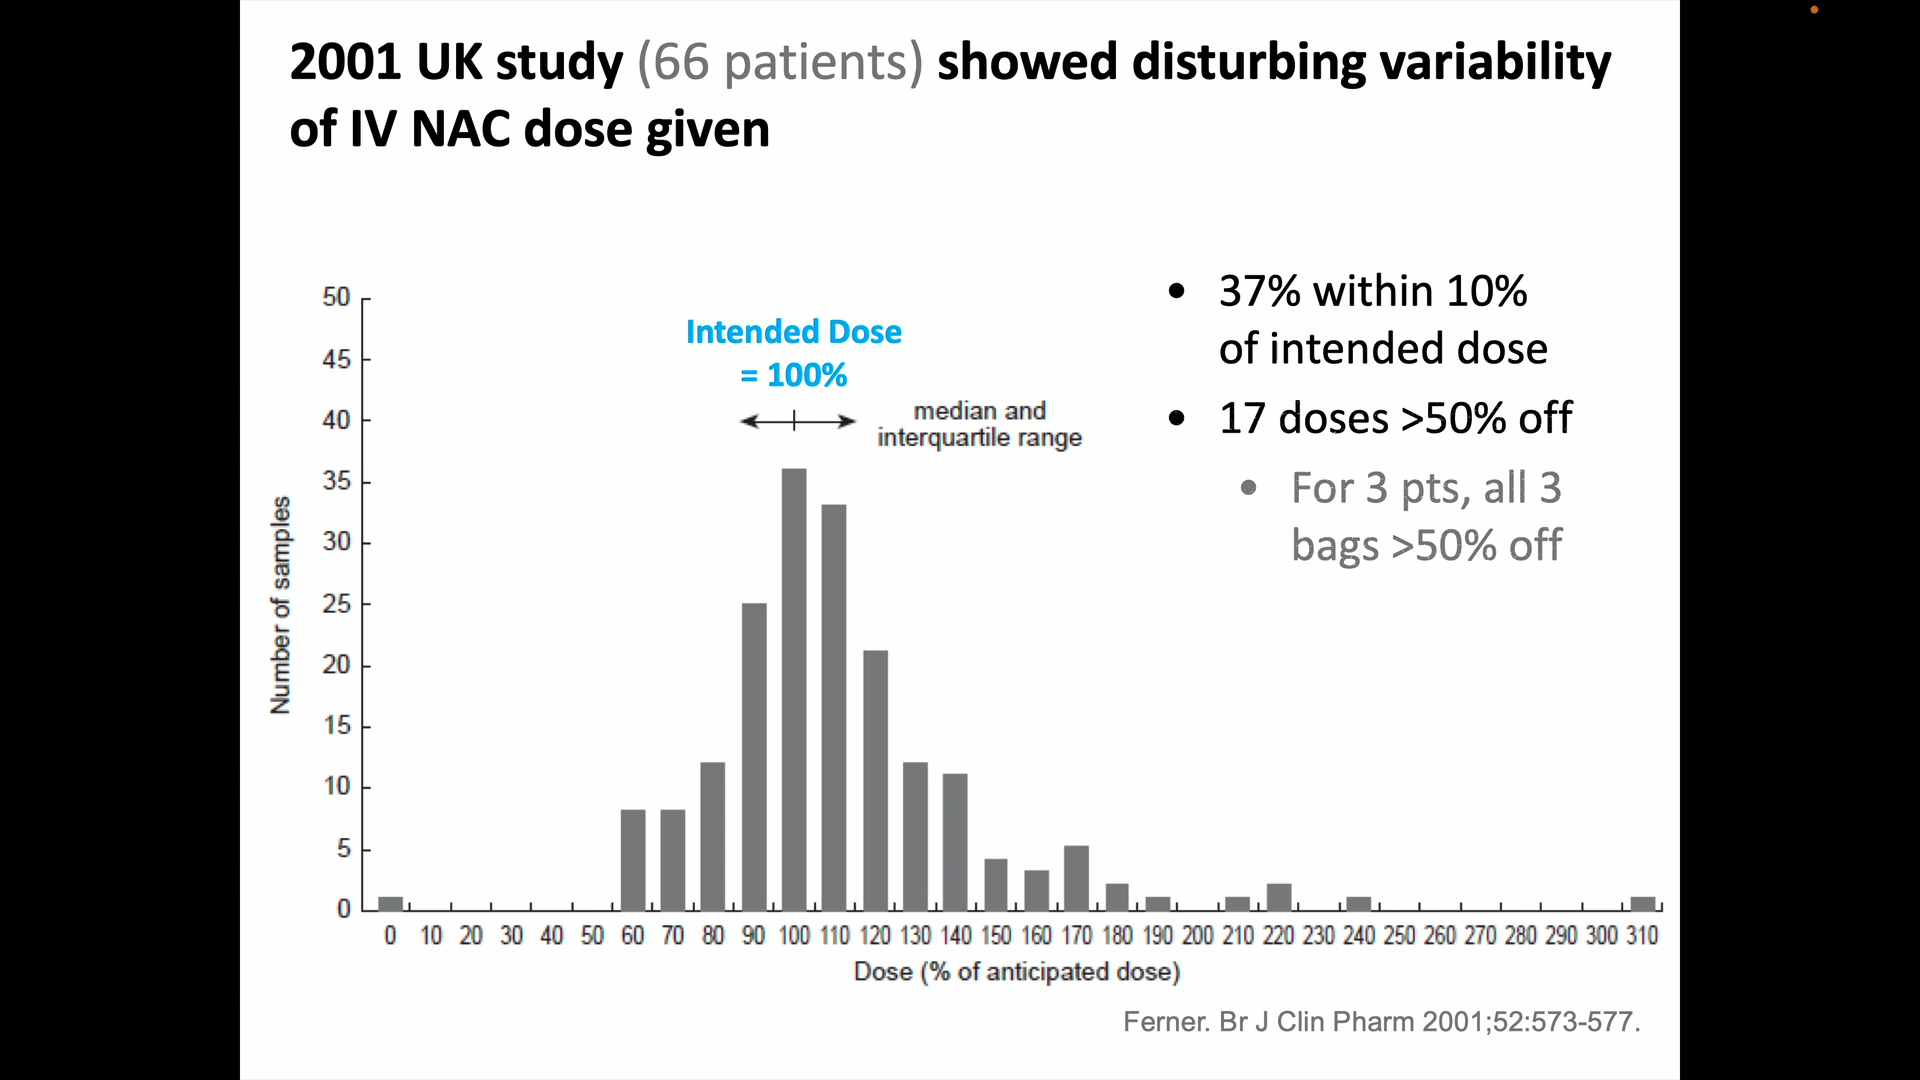 2001 UK study (66 patients) showed disturbing variability
of IV NAC dose given
50
45
40
35
30
25
20
15
10
5
0
Number of samples
Intended Dose
= 100%
median and
interquartile range
0 10 20 30 40 50 60 70 80 90 100 110 120 130 140 150 160 170 180 190 200 210 220 230 240 250 260 270 280 290 300 310
Dose (% of anticipated dose)
• 37% within 10%
of intended dose
• 17 doses >50% off
• For 3 pts, all 3
bags >50% off
Ferner. Br J Clin Pharm 2001;52:573-577.